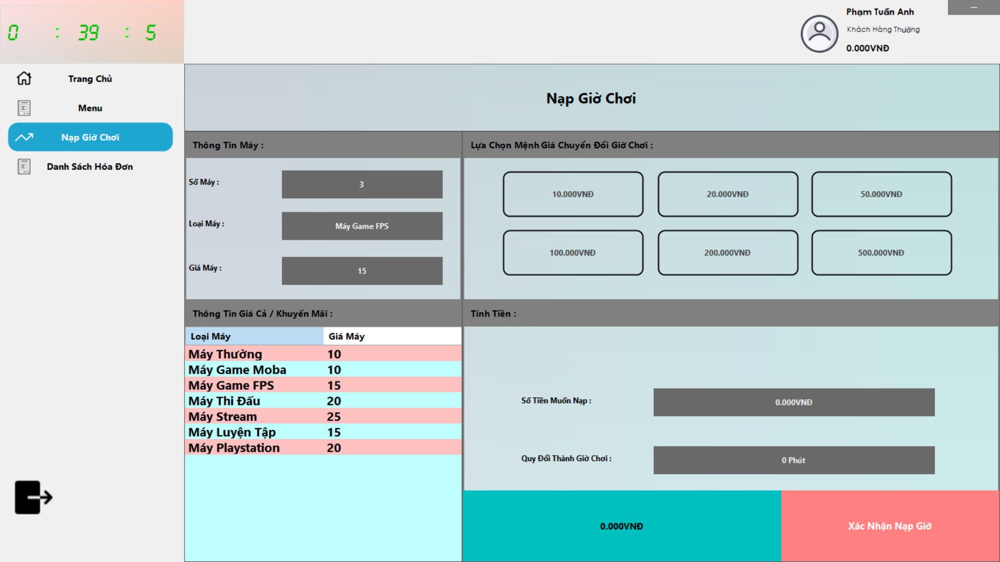 0 : 39 : 5
Phạm Tuấn Anh
Khách Hàng Thường
0.000VNĐ
Trang Chủ
Menu
Nạp Giờ Chơi
Danh Sách Hóa Đơn
Nạp Giờ Chơi
Thông Tin Máy :
Số Máy :
3
Loại Máy :
Máy Game FPS
Giá Máy :
15
Lựa Chọn Mệnh Giá Chuyển Đổi Giờ Chơi :
10.000VNĐ
20.000VNĐ
50.000VNĐ
100.000VNĐ
200.000VNĐ
500.000VNĐ
Thông Tin Giá Cả / Khuyến Mãi :
Loại Máy Giá Máy
Máy Thường 10
Máy Game Moba 10
Máy Game FPS 15
Máy Thi Đấu 20
Máy Stream 25
Máy Luyện Tập 15
Máy Playstation 20
Tính Tiền :
Số Tiền Muốn Nạp :
0.000VNĐ
Quy Đổi Thành Giờ Chơi :
0 Phút
0.000VNĐ
Xác Nhận Nạp Giờ